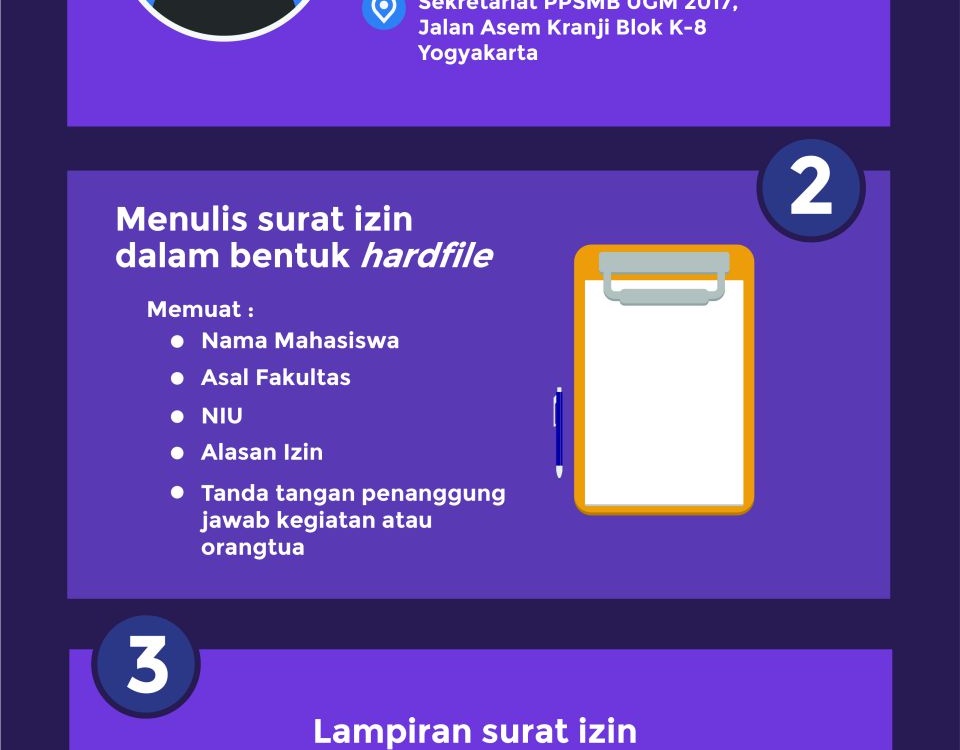 Sekretariat PPSMB UGM 2017,
Jalan Asem Kranji Blok K-8
Yogyakarta
2
Menulis surat izin
dalam bentuk hardfile
Memuat :
● Nama Mahasiswa
● Asal Fakultas
● NIU
● Alasan Izin
● Tanda tangan penanggung
jawab kegiatan atau
orangtua
3
Lampiran surat izin